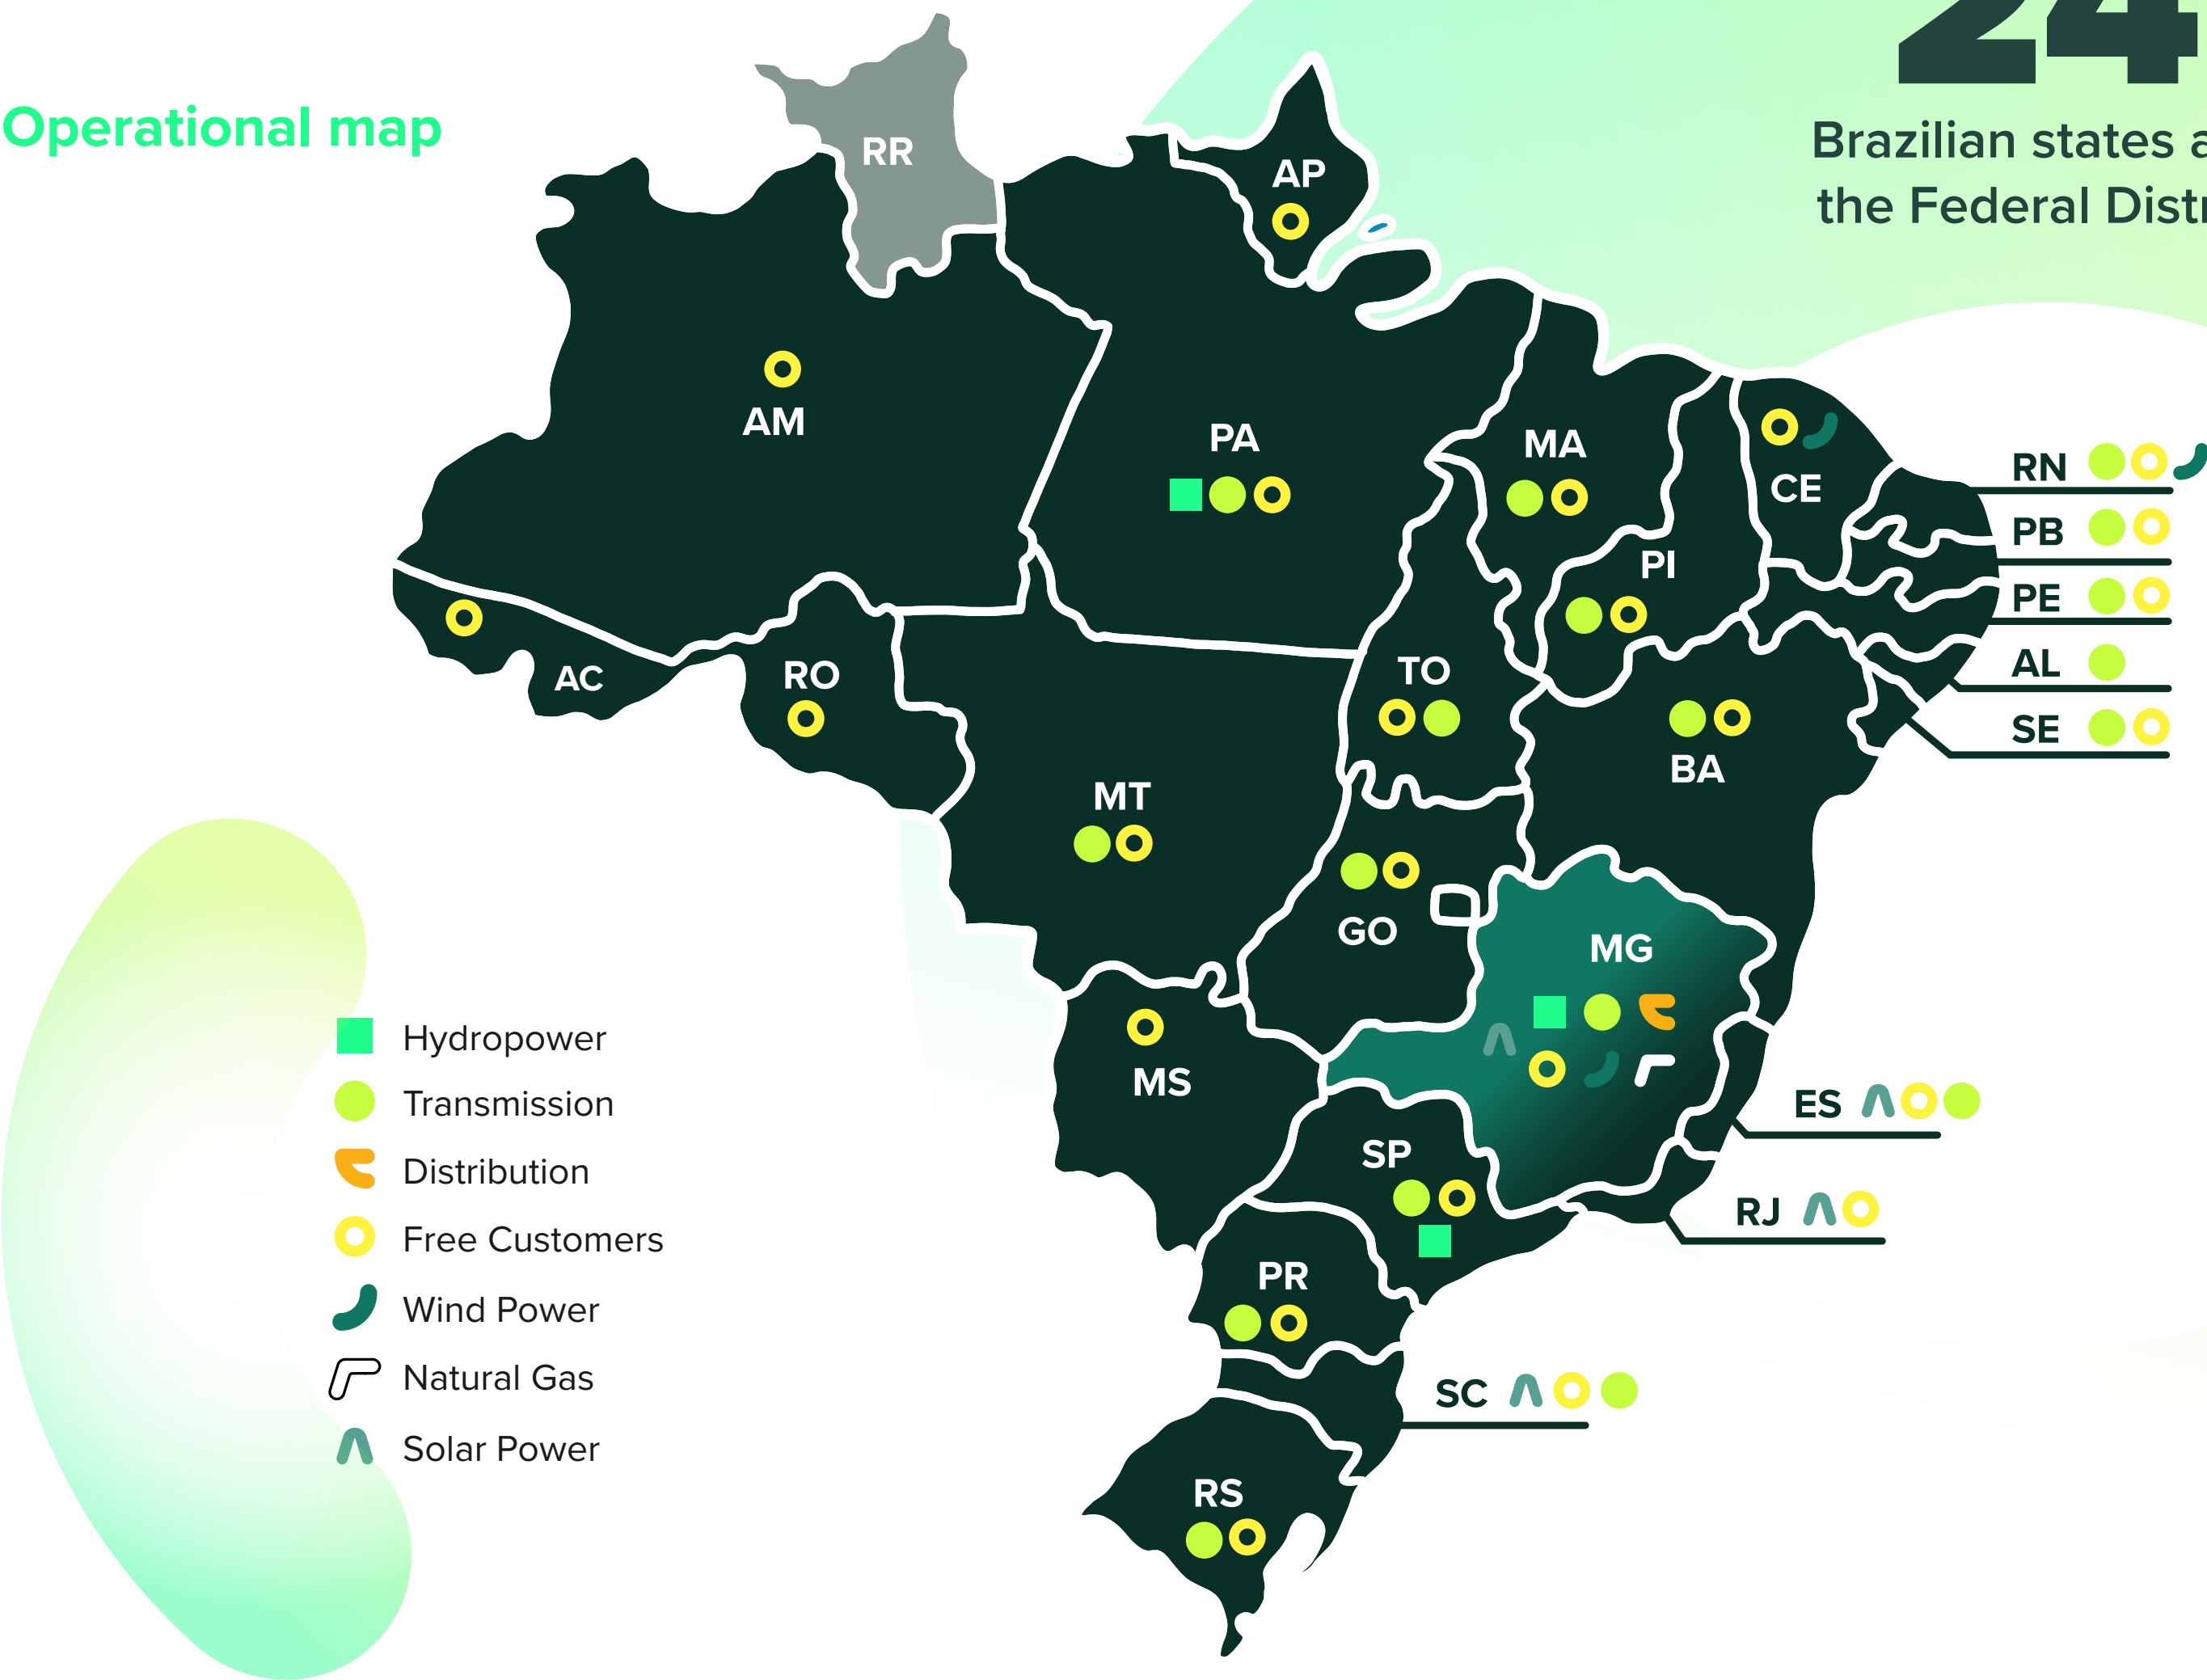 24
Brazilian states a
the Federal Distr
Operational map
RR
AP
AM
PA
MA
CE
RN
PB
PI
PE
AC
RO
TO
AL
SE
BA
MT
GO
MG
MS
ES
SP
RJ
PR
SC
RS
Hydropower
Transmission
Distribution
Free Customers
Wind Power
Natural Gas
Solar Power